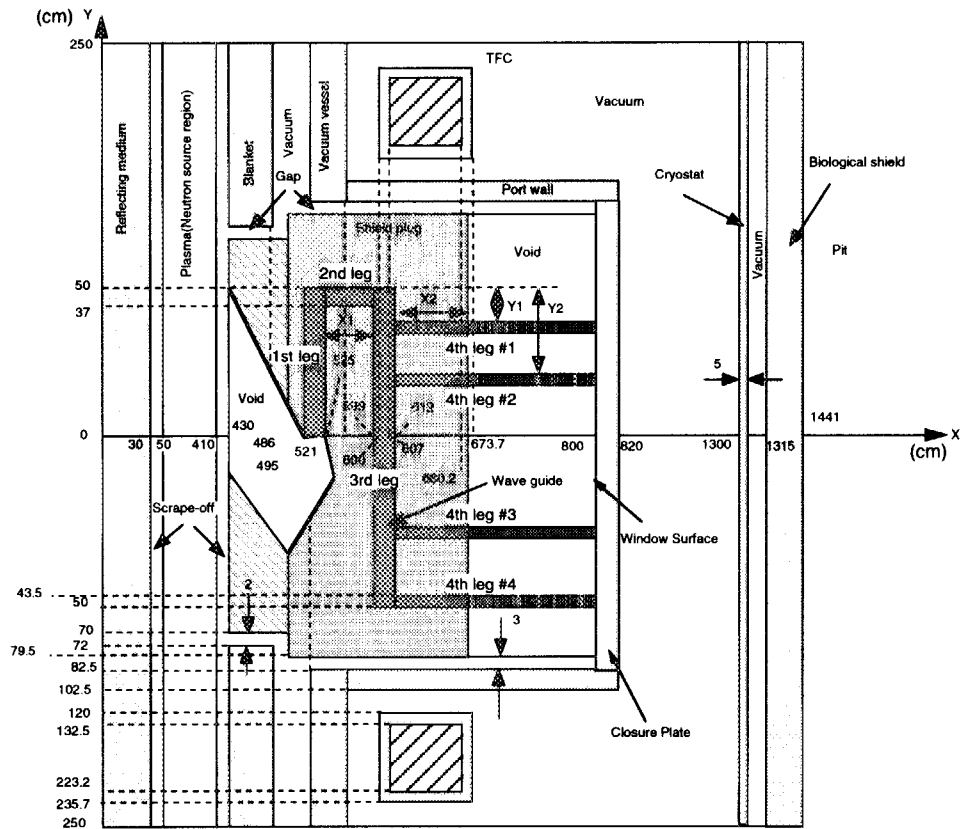 (cm) Y
250
TFC
Vacuum
Reflecting medium
Plasma(Neutron source region)
Blanket
Vacuum
Vacuum vessal
Gap
Port wall
Cryostat
Biological shield
Vacuum
Pit
Shield plug
Void
2nd leg
50
37
X1
X2
Y1
Y2
1st leg
4th leg #1
Void
4th leg #2
5
0
30
50
410
430
486
495
521
607
673.7
800
820
1300
1315
1441
X
(cm)
3rd leg
680.2
Wave guide
Scrape-off
4th leg #3
Window Surface
4th leg #4
2
3
43.5
50
70
72
79.5
82.5
102.5
120
132.5
Closure Plate
223.2
235.7
250